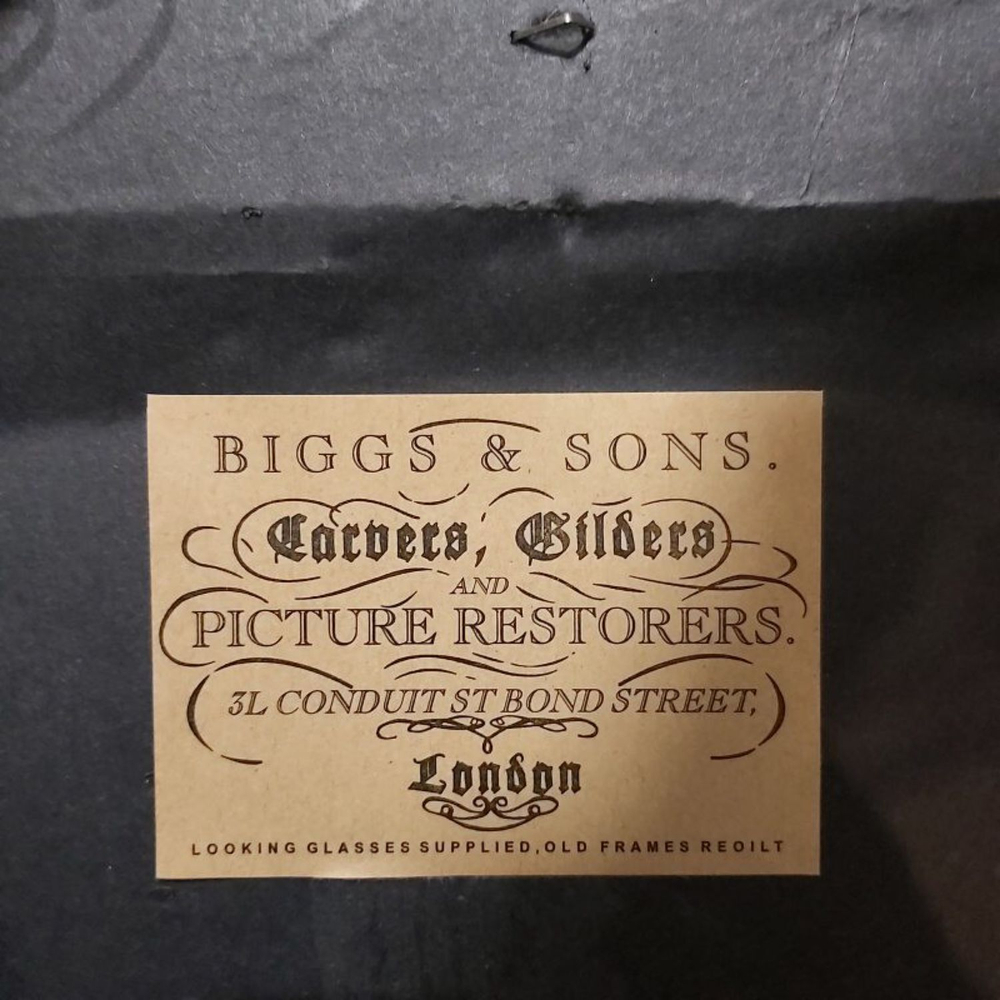 BIGGS & SONS.
Carvers, Gilders
AND
PICTURE RESTORERS.
3L CONDUIT ST BOND STREET,
London
LOOKING GLASSES SUPPLIED,OLD FRAMES REOILT